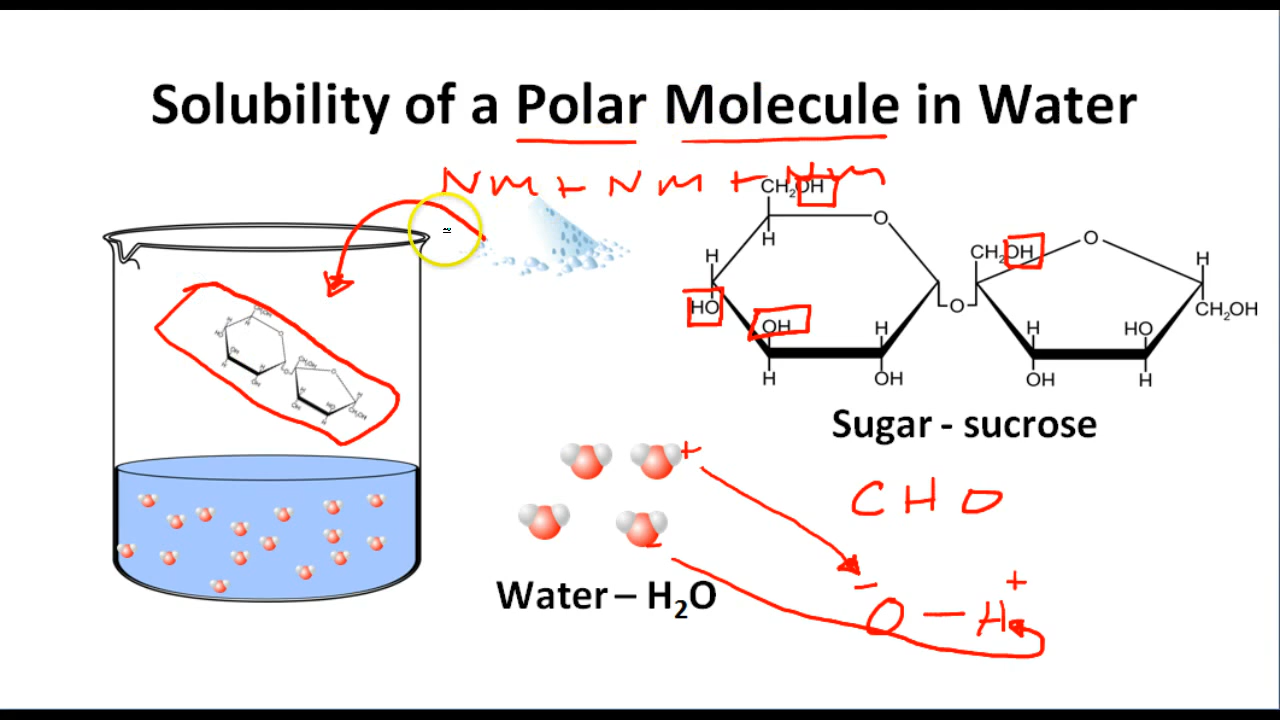 Solubility of a Polar Molecule in Water
Nm + Nm + Nm
CH2OH
O
H
H
HO
OH
H
H
OH
O
CH2OH
O
H
CH2OH
H
HO
OH
H
Sugar - sucrose
C H O
+
-
Water – H2O
- +
O — H